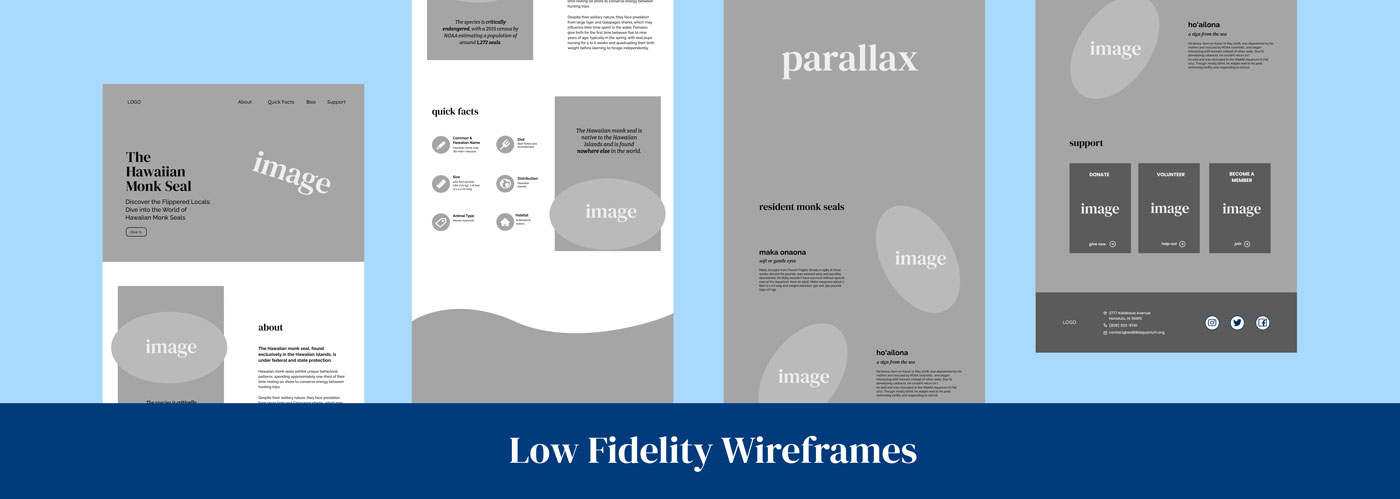 LOGO
About
Quick Facts
Bios
Support
The
Hawaiian
Monk Seal
Discover the Flippered Locals:
Dive into the World of
Hawaiian Monk Seals
Dive in
image
image
about
The Hawaiian monk seal, found
exclusively in the Hawaiian Islands, is
under federal and state protection.
Monk seals exhibit unique behavioral
patterns, spending approximately one-third of their
time resting on shore to conserve energy between
hunting trips.
Despite their solitary nature, they face predation
The species is critically
endangered, with a 2015 census by
NOAA estimating a population of
around 1,272 seals.
time resting on shore to conserve energy between
hunting trips.
Despite their solitary nature, they face predation
from large tiger and Galapagos sharks, which may
influence their time spent in the water. Females
give birth for the first time between five to nine
years of age, typically in the spring, with seal pups
nursing for 5 to 6 weeks and quadrupling their birth
weight before learning to forage independently.
quick facts
Common &
Hawaiian Name
Diet
Size
Distribution
Hawaiian
Islands
Animal Type
Habitat
The Hawaiian monk seal is
native to the Hawaiian
Islands and is found
nowhere else in the world.
image
parallax
resident monk seals
maka onaona
soft or gentle eyes
image
image
ho'ailona
a sign from the sea
image
ho'ailona
a sign from the sea
support
DONATE
image
give now
VOLUNTEER
image
help out
BECOME A
MEMBER
image
join
LOGO
2777 Kalakaua Avenue
Honolulu, HI 96815
(808) 923-9741
contact@waikikiaquarium.org
Low Fidelity Wireframes